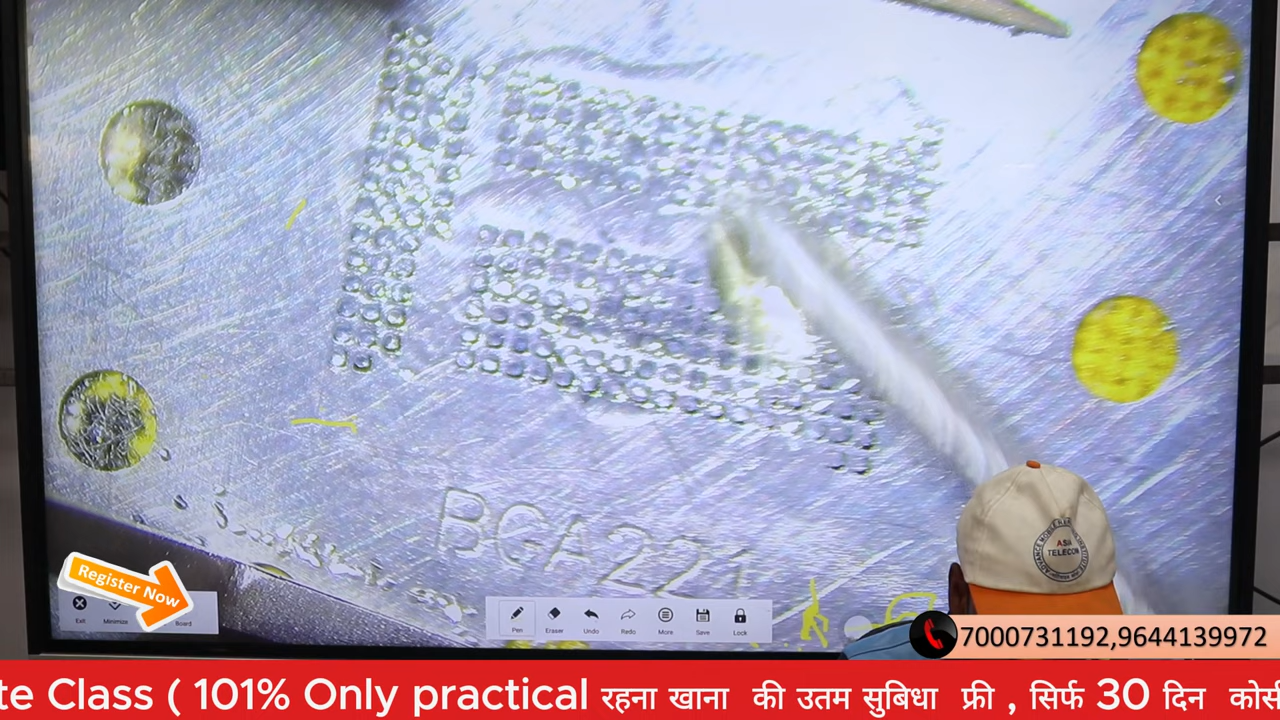 BCA221
Register Now
Exit
Minimize
Board
Pen
Eraser
Undo
Redo
More
Save
Lock
ASIA
TELECOM
7000731192,9644139972
te Class ( 101% Only practical रहना खाना की उतम सुबिधा फ्री , सिर्फ 30 दिन कोर्स